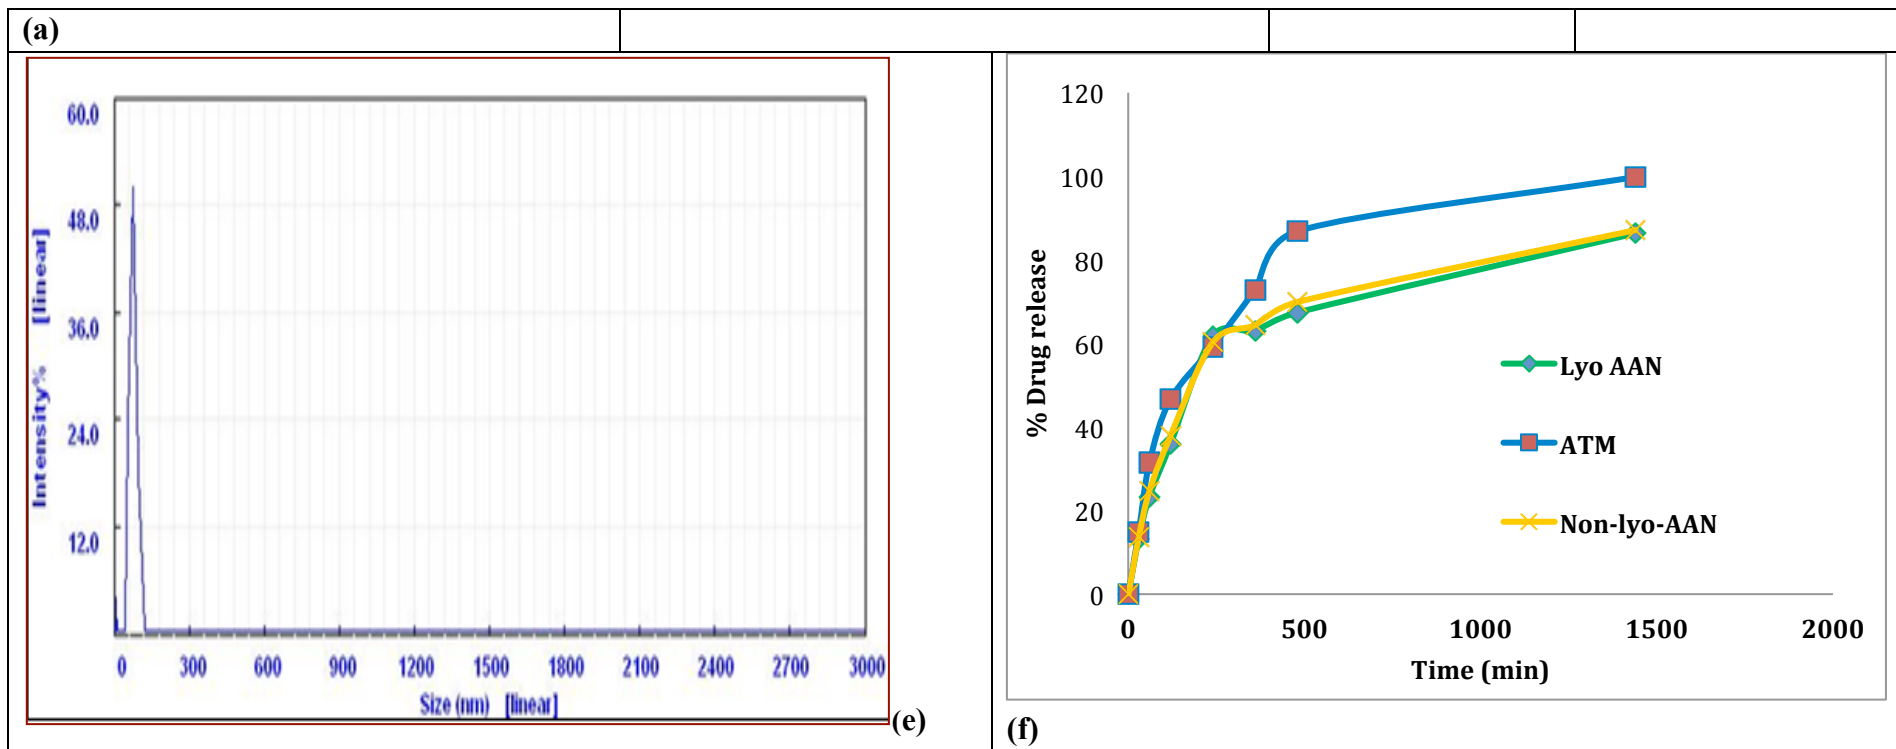 (a)
60.0
48.0
36.0
24.0
12.0
Intensity% [linear]
0 300 600 900 1200 1500 1800 2100 2400 2700 3000
Size (nm) [linear]
(e)
120
100
80
60
40
20
0
% Drug release
0 500 1000 1500 2000
Time (min)
Lyo AAN
ATM
Non-lyo-AAN
(f)